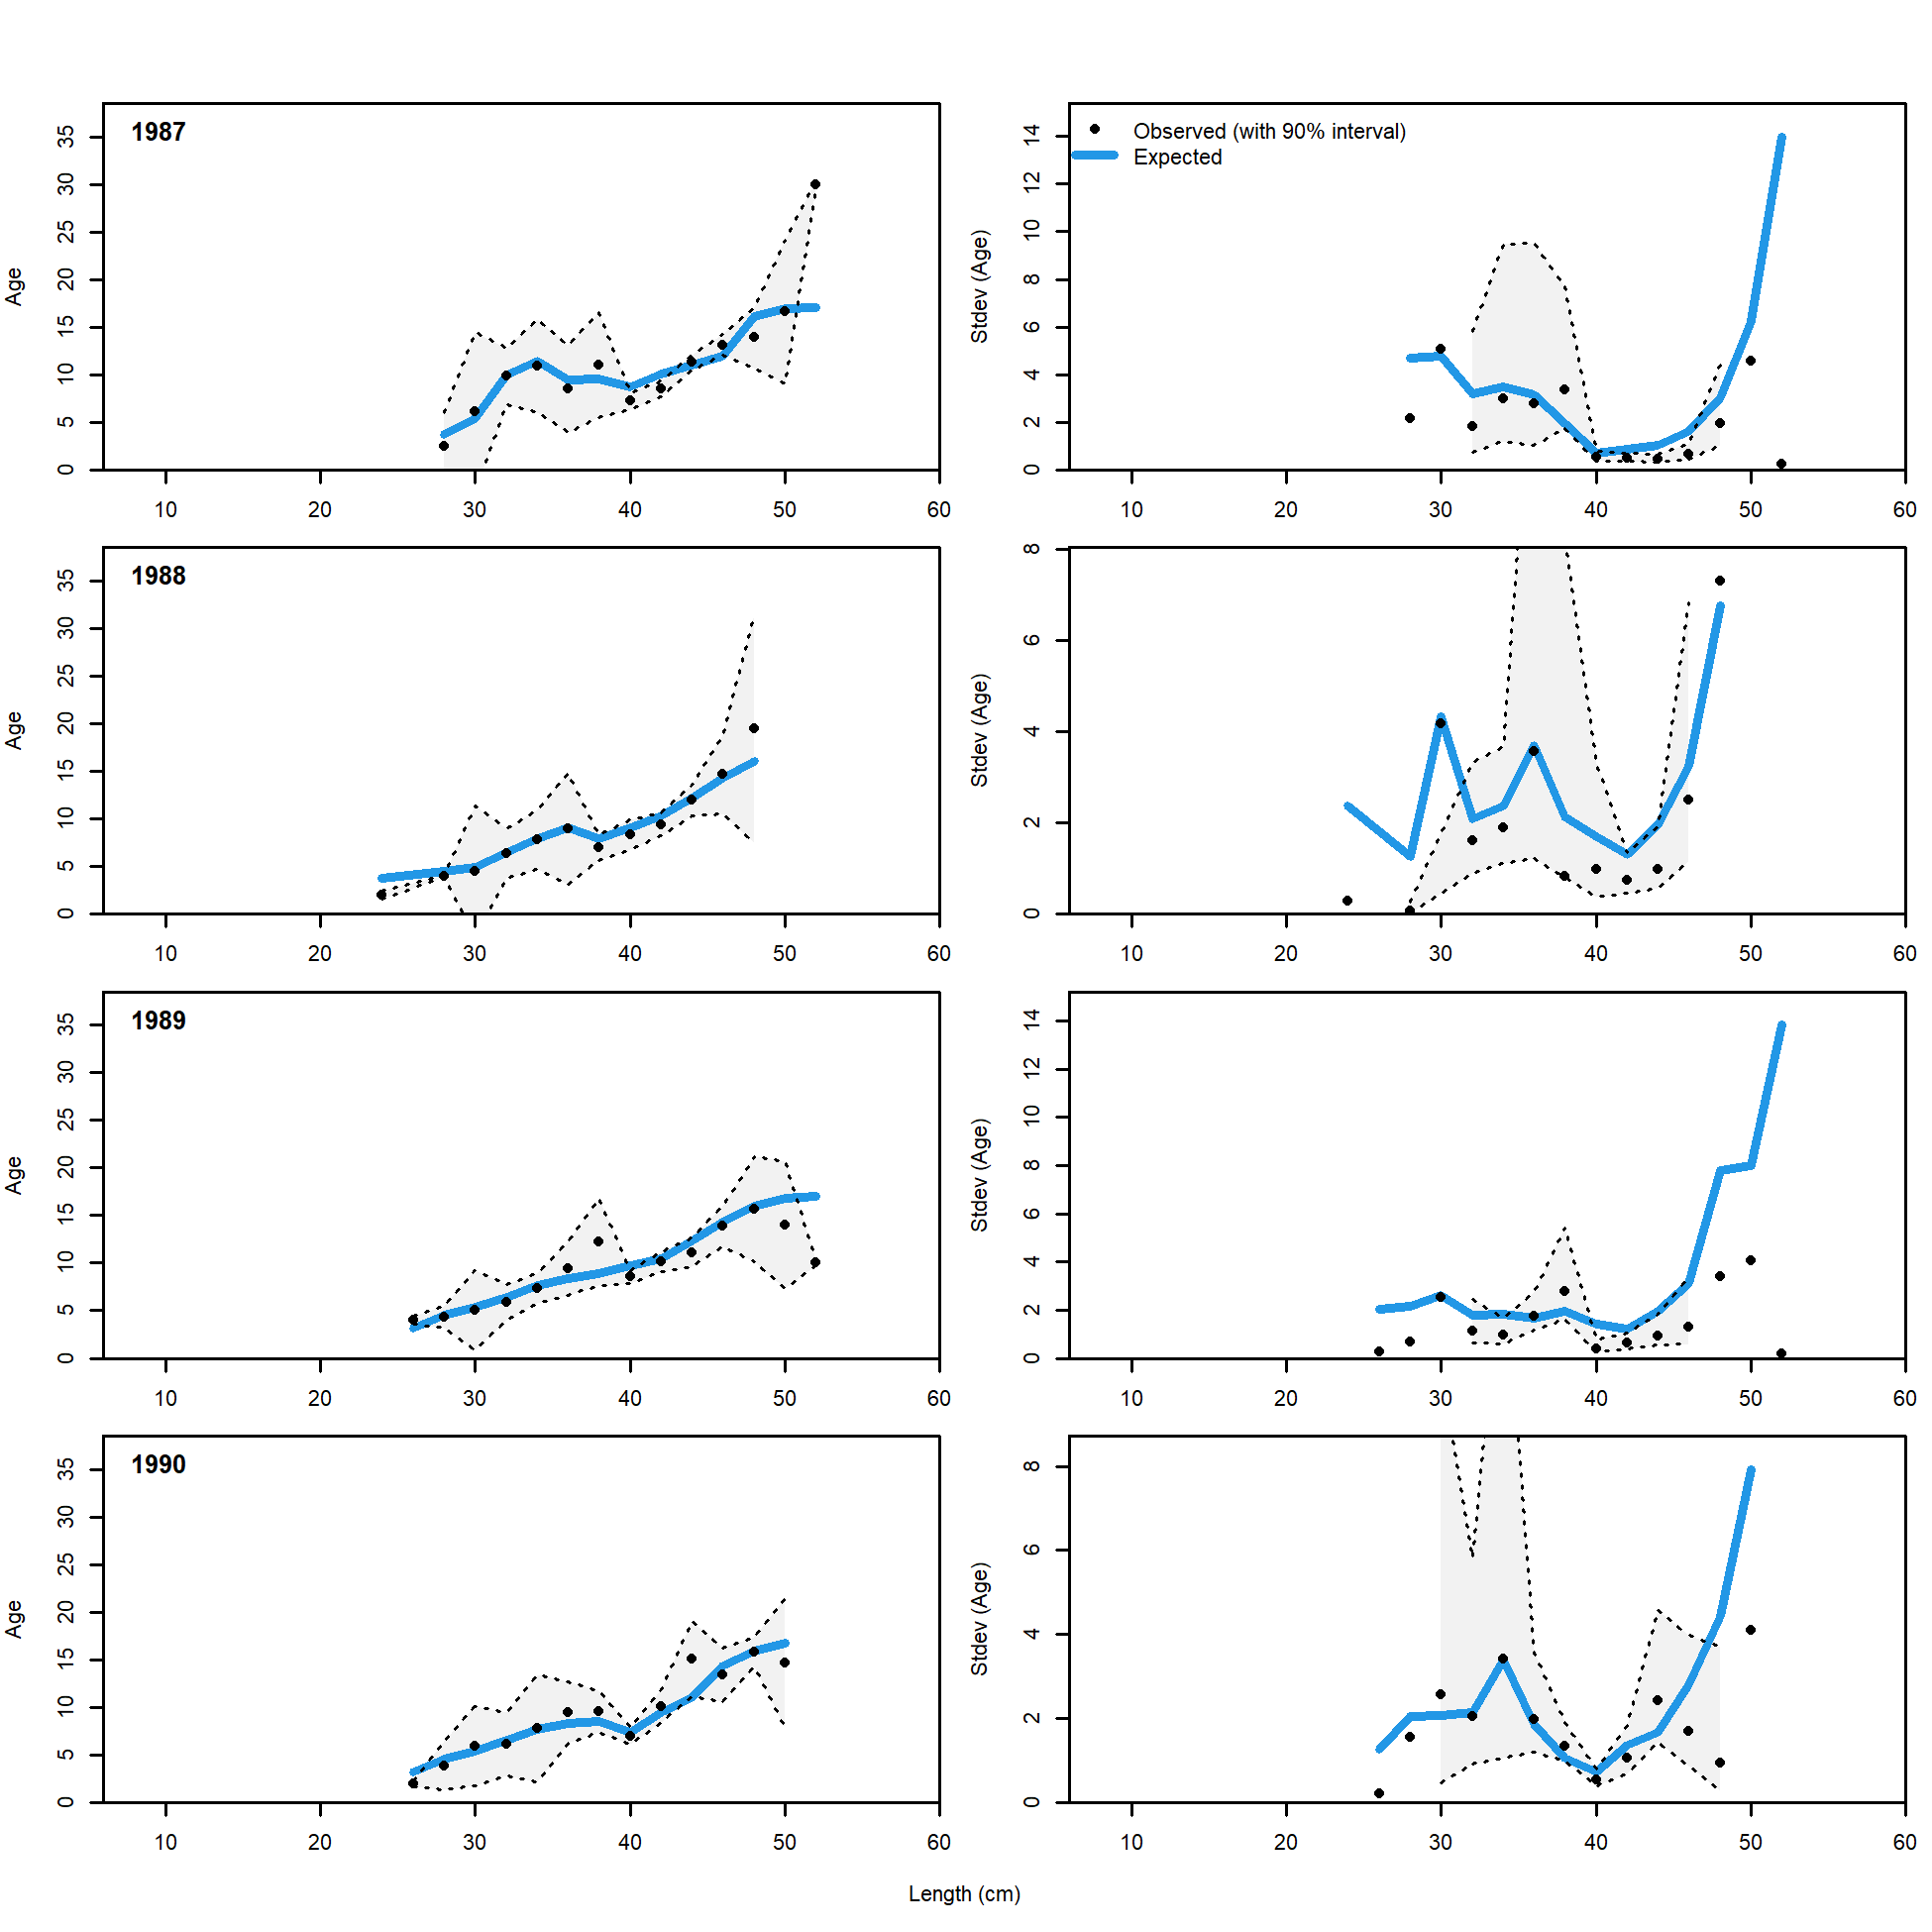 1987
Age
0 5 10 15 20 25 30 35
10 20 30 40 50 60
Observed (with 90% interval)
Expected
Stdev (Age)
0 2 4 6 8 10 12 14
10 20 30 40 50 60
1988
Age
0 5 10 15 20 25 30 35
10 20 30 40 50 60
Stdev (Age)
0 2 4 6 8
10 20 30 40 50 60
1989
Age
0 5 10 15 20 25 30 35
10 20 30 40 50 60
Stdev (Age)
0 2 4 6 8 10 12 14
10 20 30 40 50 60
1990
Age
0 5 10 15 20 25 30 35
10 20 30 40 50 60
Stdev (Age)
0 2 4 6 8
10 20 30 40 50 60
Length (cm)